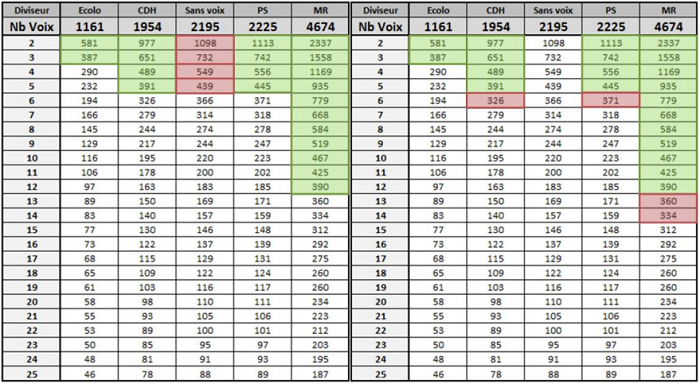 Diviseur Ecolo CDH Sans voix PS MR Diviseur Ecolo CDH Sans voix PS MR
Nb Voix 1161 1954 2195 2225 4674 Nb Voix 1161 1954 2195 2225 4674
2 581 977 1098 1113 2337 2 581 977 1098 1113 2337
3 387 651 732 742 1558 3 387 651 732 742 1558
4 290 489 549 556 1169 4 290 489 549 556 1169
5 232 391 439 445 935 5 232 391 439 445 935
6 194 326 366 371 779 6 194 326 366 371 779
7 166 279 314 318 668 7 166 279 314 318 668
8 145 244 274 278 584 8 145 244 274 278 584
9 129 217 244 247 519 9 129 217 244 247 519
10 116 195 220 223 467 10 116 195 220 223 467
11 106 178 200 202 425 11 106 178 200 202 425
12 97 163 183 185 390 12 97 163 183 185 390
13 89 150 169 171 360 13 89 150 169 171 360
14 83 140 157 159 334 14 83 140 157 159 334
15 77 130 146 148 312 15 77 130 146 148 312
16 73 122 137 139 292 16 73 122 137 139 292
17 68 115 129 131 275 17 68 115 129 131 275
18 65 109 122 124 260 18 65 109 122 124 260
19 61 103 116 117 260 19 61 103 116 117 260
20 58 98 110 111 234 20 58 98 110 111 234
21 55 93 105 106 223 21 55 93 105 106 223
22 53 89 100 101 212 22 53 89 100 101 212
23 50 85 95 97 203 23 50 85 95 97 203
24 48 81 91 93 195 24 48 81 91 93 195
25 46 78 88 89 187 25 46 78 88 89 187